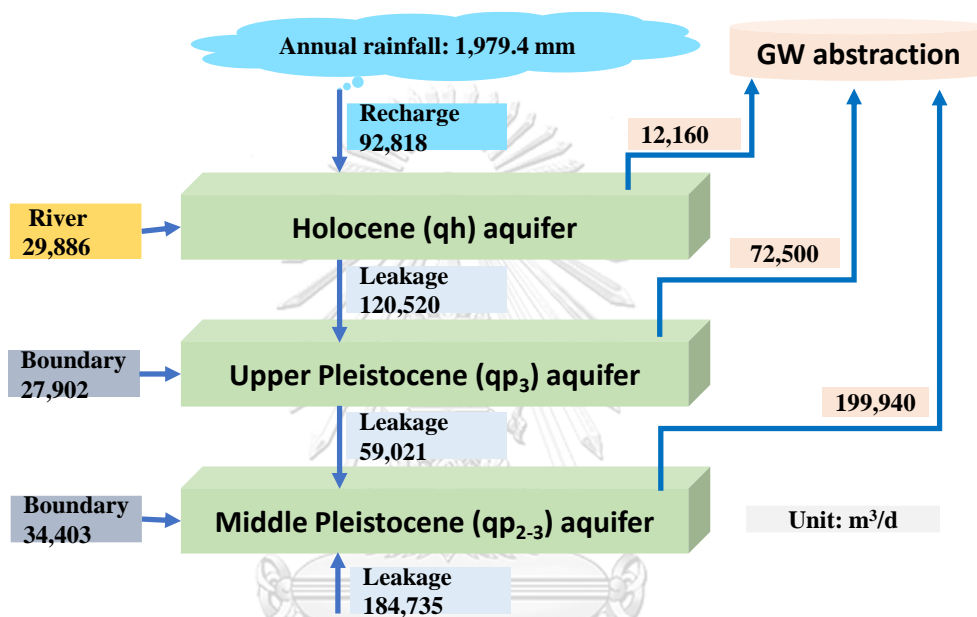 Annual rainfall: 1,979.4 mm
GW abstraction
Recharge
92,818
12,160
River
29,886
Holocene (qh) aquifer
Leakage
120,520
72,500
Boundary
27,902
Upper Pleistocene (qp₃) aquifer
Leakage
59,021
199,940
Boundary
34,403
Middle Pleistocene (qp₂₋₃) aquifer
Unit: m³/d
Leakage
184,735